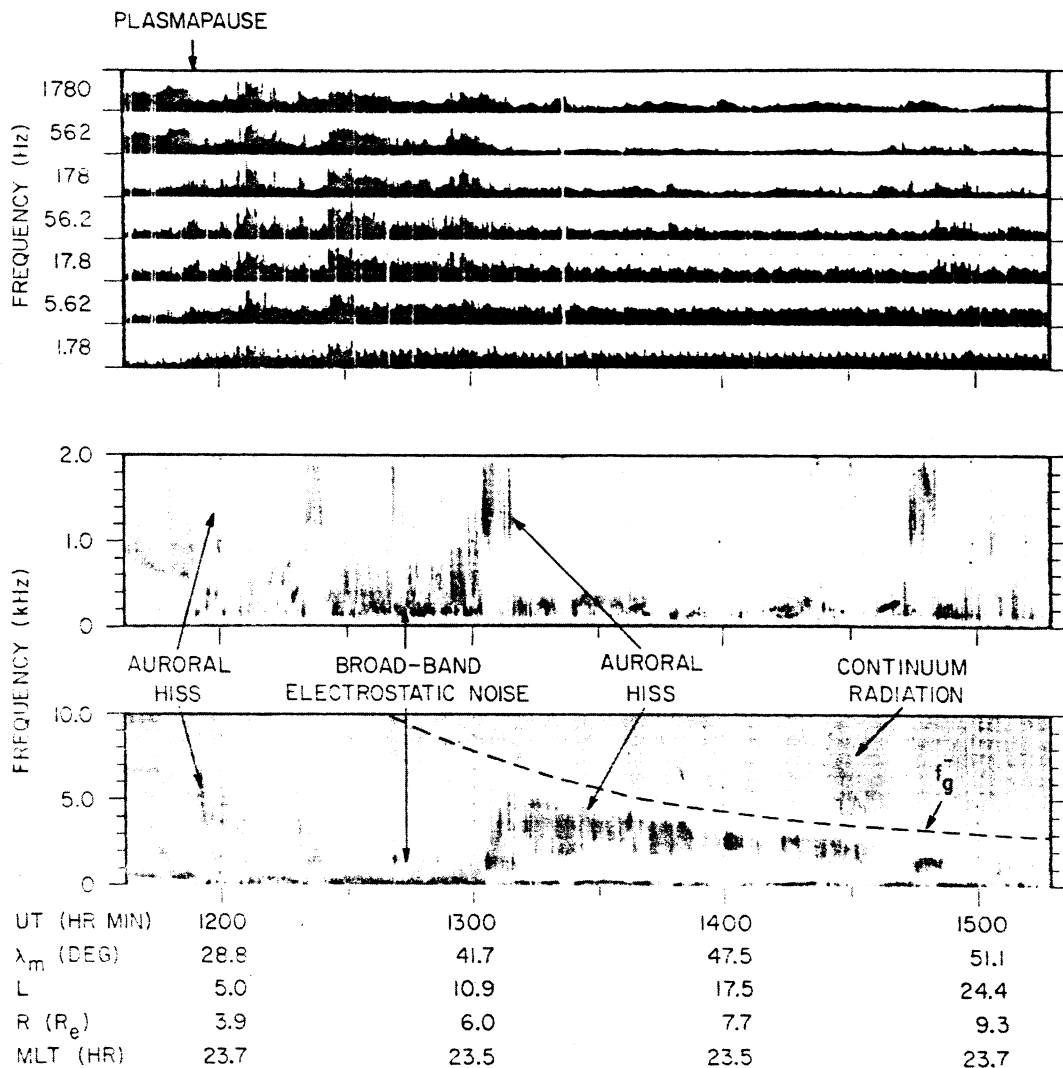 PLASMAPAUSE
FREQUENCY (Hz)
1780
562
178
56.2
17.8
5.62
1.78
FREQUENCY (kHz)
2.0
1.0
0
AURORAL HISS
BROAD-BAND ELECTROSTATIC NOISE
AURORAL HISS
CONTINUUM RADIATION
10.0
5.0
0
f_g^-
UT (HR MIN) 1200 1300 1400 1500
λm (DEG) 28.8 41.7 47.5 51.1
L 5.0 10.9 17.5 24.4
R (Re) 3.9 6.0 7.7 9.3
MLT (HR) 23.7 23.5 23.5 23.7